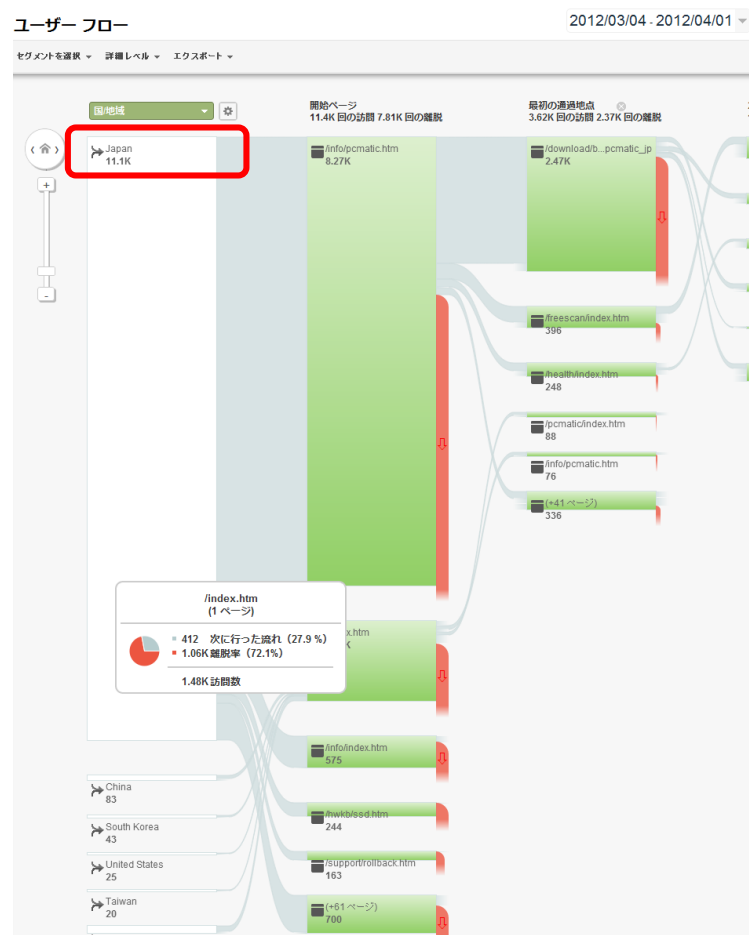 ユーザー フロー
2012/03/04 - 2012/04/01
セグメントを選択
詳細レベル
エクスポート
国/地域
開始ページ
11.4K 回の訪問 7.81K 回の離脱
最初の通過地点
3.62K 回の訪問 2.37K 回の離脱
Japan
11.1K
/info/pcmatic.htm
8.27K
/download/b...pcmatic_jp
2.47K
/freescan/index.htm
396
/health/index.htm
248
/pcmatic/index.htm
88
/info/pcmatic.htm
76
(+41 ページ)
336
/index.htm
(1 ページ)
412 次に行った流れ (27.9 %)
1.06K 離脱率 (72.1%)
1.48K 訪問数
x.htm
K
/info/index.htm
575
/hwkb/ssd.htm
244
/support/rollback.htm
163
(+61 ページ)
700
China
83
South Korea
43
United States
25
Taiwan
20